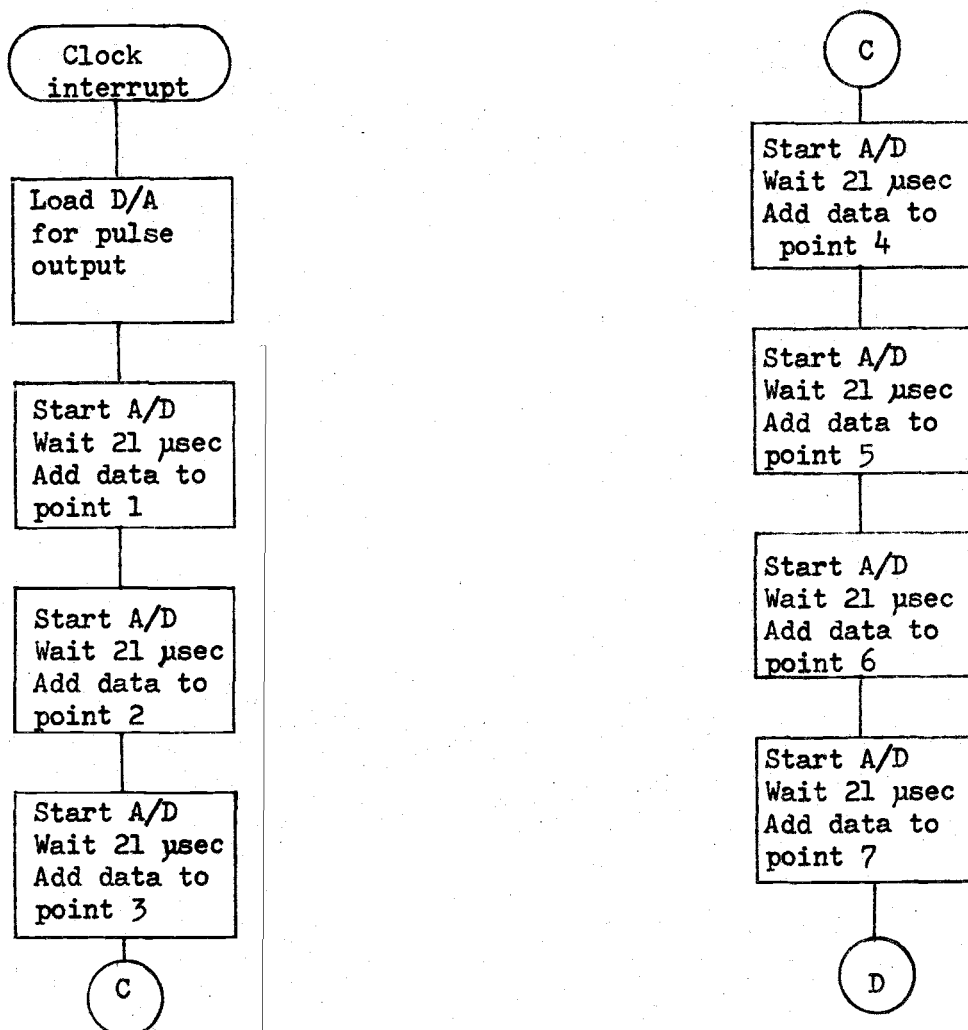 Clock
interrupt
Load D/A
for pulse
output
Start A/D
Wait 21 µsec
Add data to
point 1
Start A/D
Wait 21 µsec
Add data to
point 2
Start A/D
Wait 21 µsec
Add data to
point 3
C
C
Start A/D
Wait 21 µsec
Add data to
point 4
Start A/D
Wait 21 µsec
Add data to
point 5
Start A/D
Wait 21 µsec
Add data to
point 6
Start A/D
Wait 21 µsec
Add data to
point 7
D